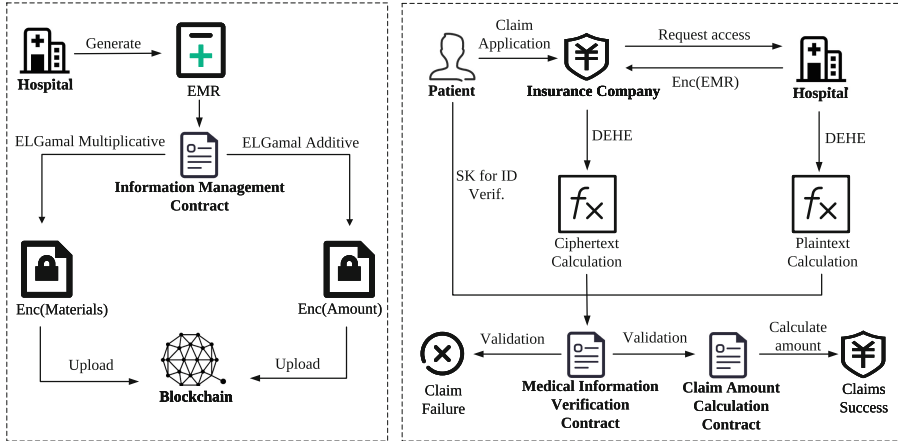 Generate
Hospital
EMR
ELGamal Multiplicative
ELGamal Additive
Information Management
Contract
Enc(Materials)
Enc(Amount)
Upload
Upload
Blockchain
Claim
Application
Request access
Enc(EMR)
Patient
Insurance Company
Hospital
DEHE
DEHE
SK for ID
Verif.
Ciphertext
Calculation
Plaintext
Calculation
Validation
Validation
Calculate
amount
Claim
Failure
Medical Information
Verification
Contract
Claim Amount
Calculation Contract
Claims
Success